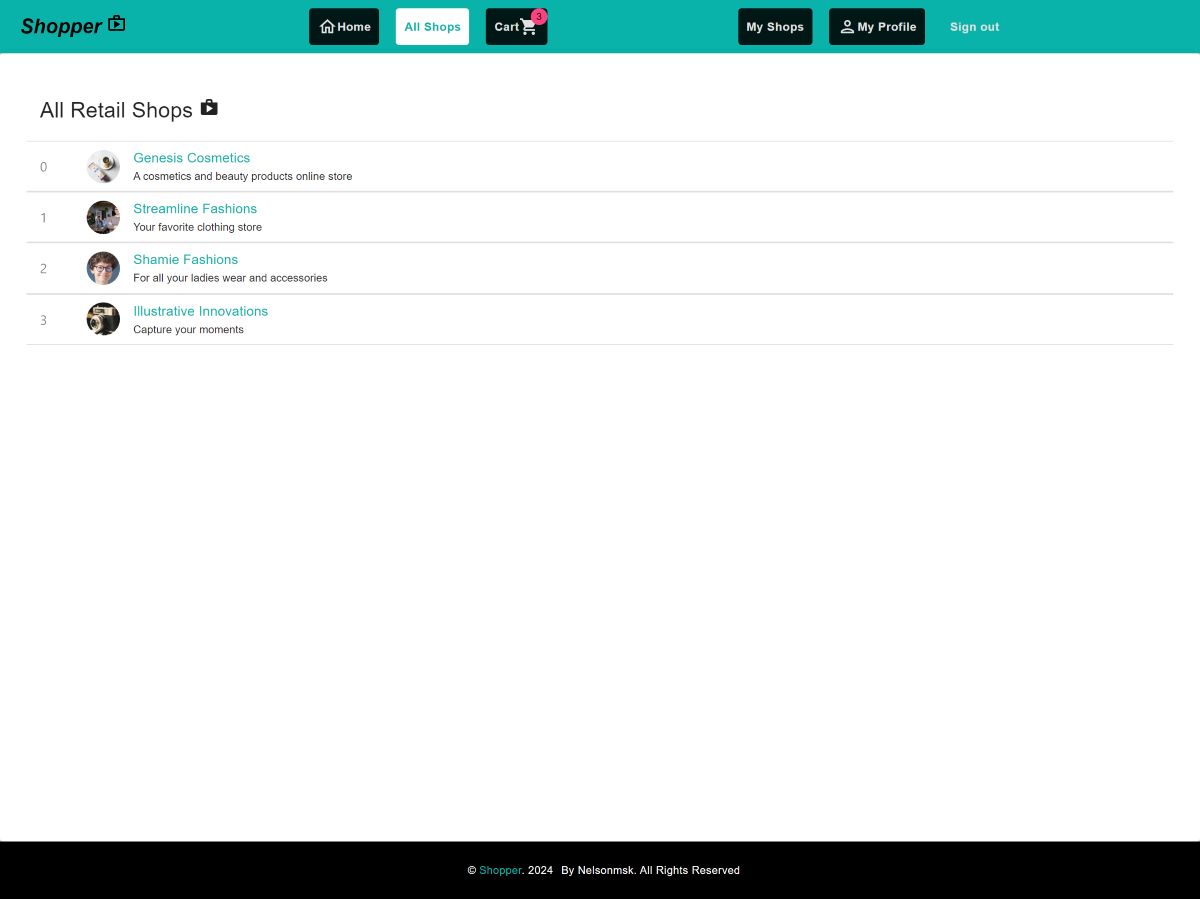 Shopper
Home
All Shops
Cart
3
My Shops
My Profile
Sign out
All Retail Shops
0
Genesis Cosmetics
A cosmetics and beauty products online store
1
Streamline Fashions
Your favorite clothing store
2
Shamie Fashions
For all your ladies wear and accessories
3
Illustrative Innovations
Capture your moments
© Shopper. 2024 By Nelsonmsk. All Rights Reserved